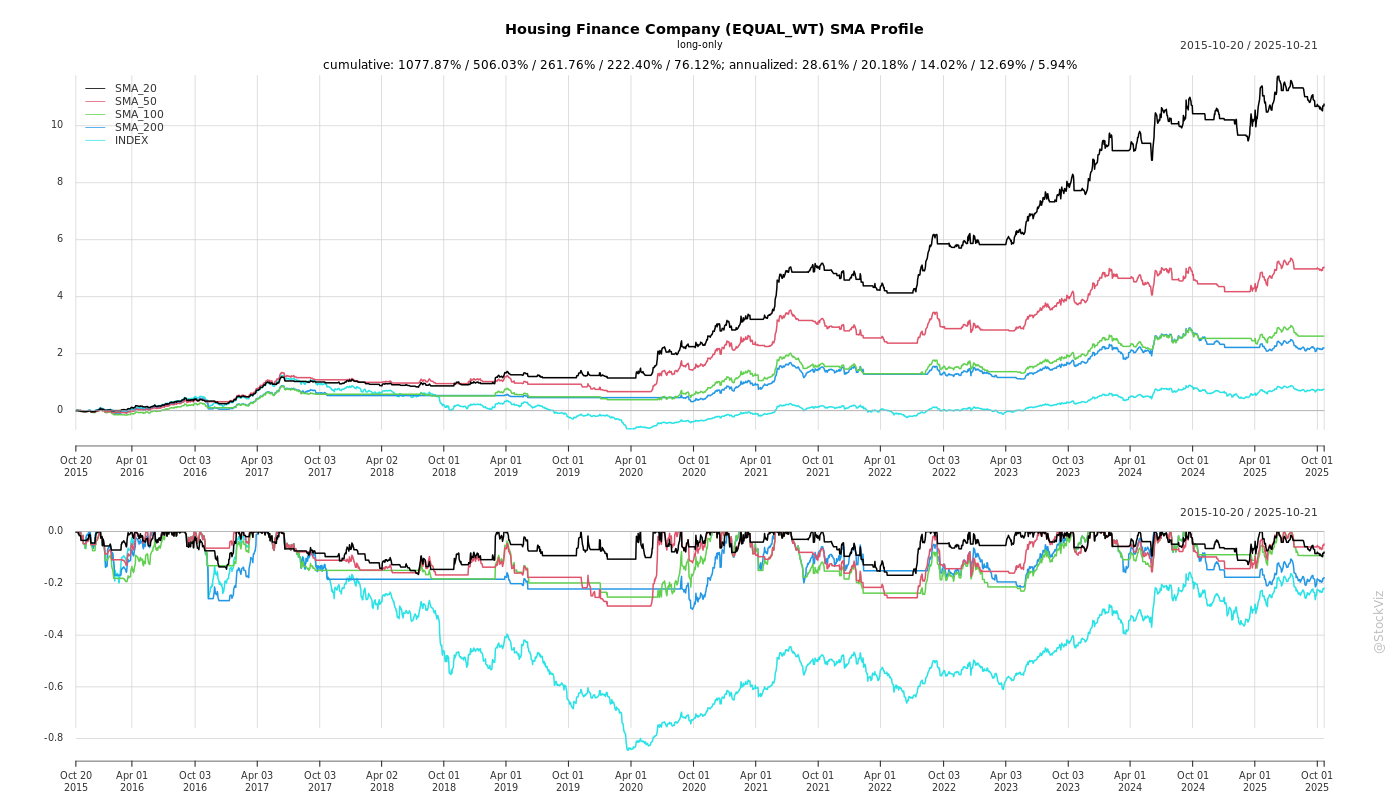 Housing Finance Company (EQUAL_WT) SMA Profile
long-only
2015-10-20 / 2025-10-21
cumulative: 1077.87% / 506.03% / 261.76% / 222.40% / 76.12%; annualized: 28.61% / 20.18% / 14.02% / 12.69% / 5.94%
SMA_20
SMA_50
SMA_100
SMA_200
INDEX
10
8
6
4
2
0
Oct 20 Apr 01 Oct 03 Apr 03 Oct 03 Apr 02 Oct 01 Apr 01 Oct 01 Apr 01 Oct 01 Apr 01 Oct 01 Apr 01 Oct 03 Apr 03 Oct 03 Apr 01 Oct 01 Apr 01 Oct 01
2015 2016 2016 2017 2017 2018 2018 2019 2019 2020 2020 2021 2021 2022 2022 2023 2023 2024 2024 2025 2025
2015-10-20 / 2025-10-21
0.0
-0.2
-0.4
-0.6
-0.8
Oct 20 Apr 01 Oct 03 Apr 03 Oct 03 Apr 02 Oct 01 Apr 01 Oct 01 Apr 01 Oct 01 Apr 01 Oct 01 Apr 01 Oct 03 Apr 03 Oct 03 Apr 01 Oct 01 Apr 01 Oct 01
2015 2016 2016 2017 2017 2018 2018 2019 2019 2020 2020 2021 2021 2022 2022 2023 2023 2024 2024 2025 2025
@StockViz